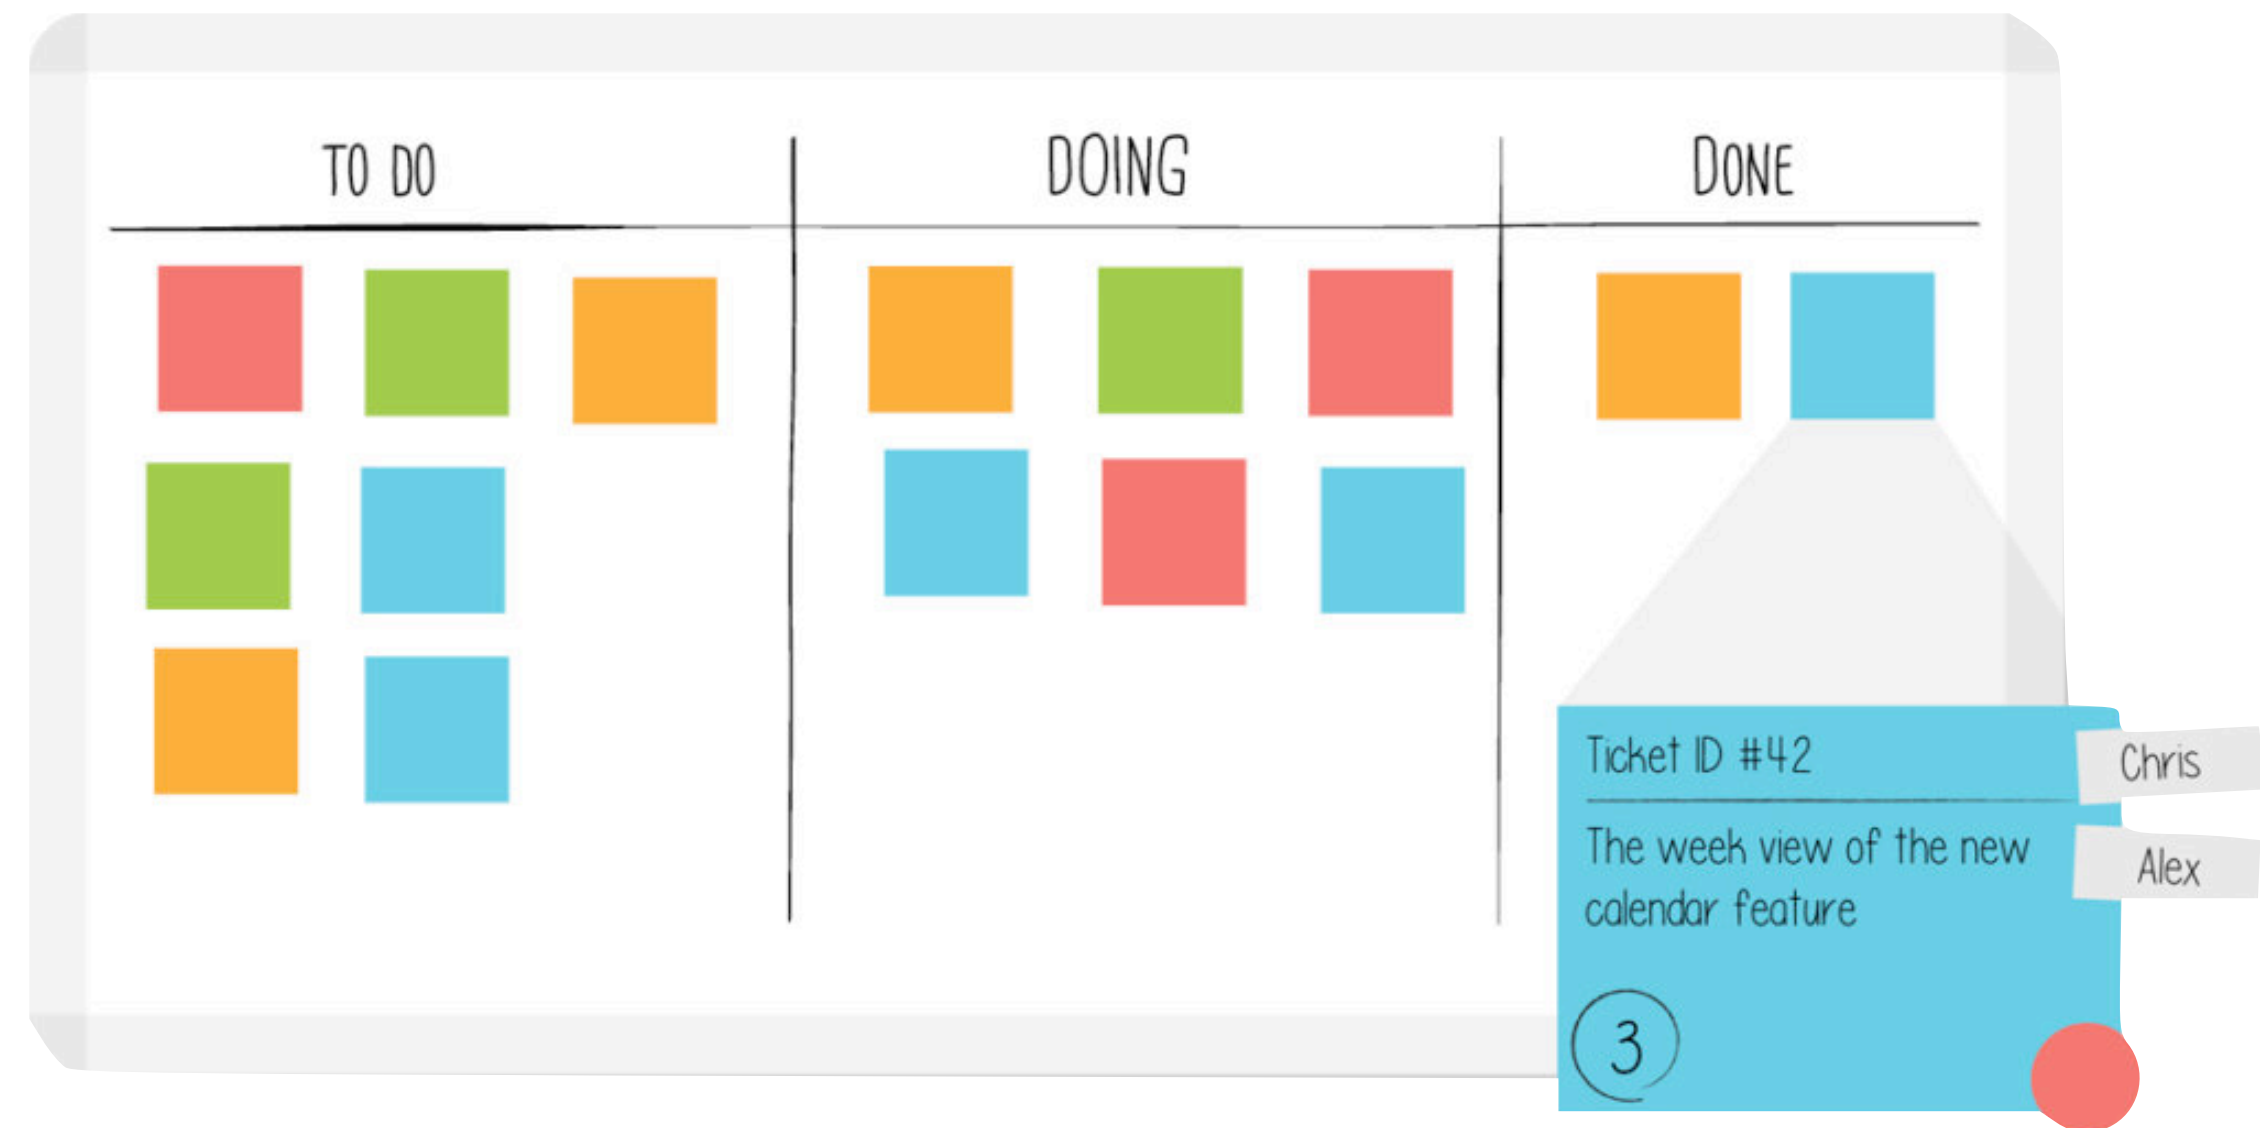 TO DO
DOING
DONE
Ticket ID #42
Chris
The week view of the new
calendar feature
Alex
3